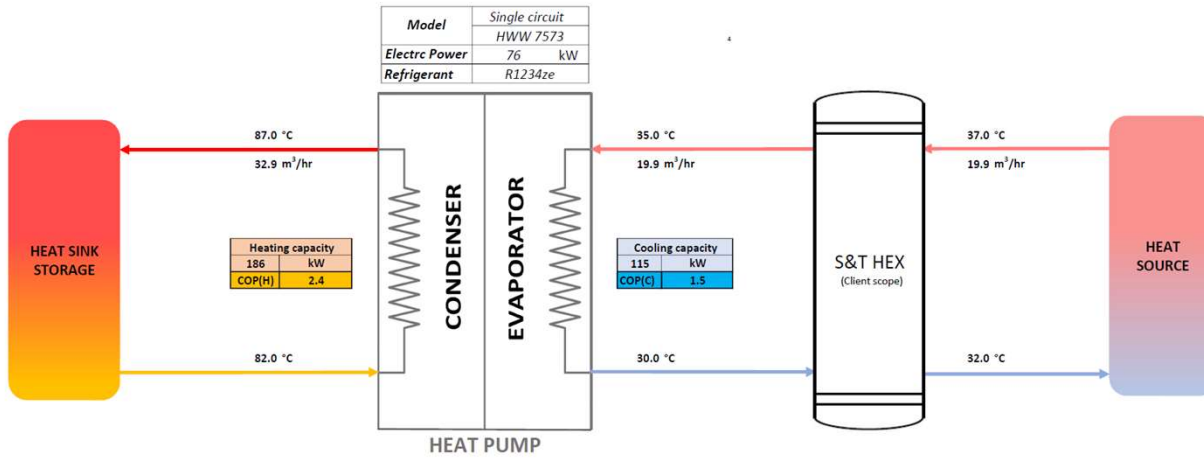 Model Single circuit
HWW 7573
Electrc Power 76 kW
Refrigerant R1234ze
4
87.0 °C
32.9 m³/hr
35.0 °C
19.9 m³/hr
37.0 °C
19.9 m³/hr
HEAT SINK
STORAGE
Heating capacity
186 kW
COP(H) 2.4
CONDENSER
EVAPORATOR
Cooling capacity
115 kW
COP(C) 1.5
S&T HEX
(Client scope)
HEAT
SOURCE
82.0 °C
30.0 °C
32.0 °C
HEAT PUMP